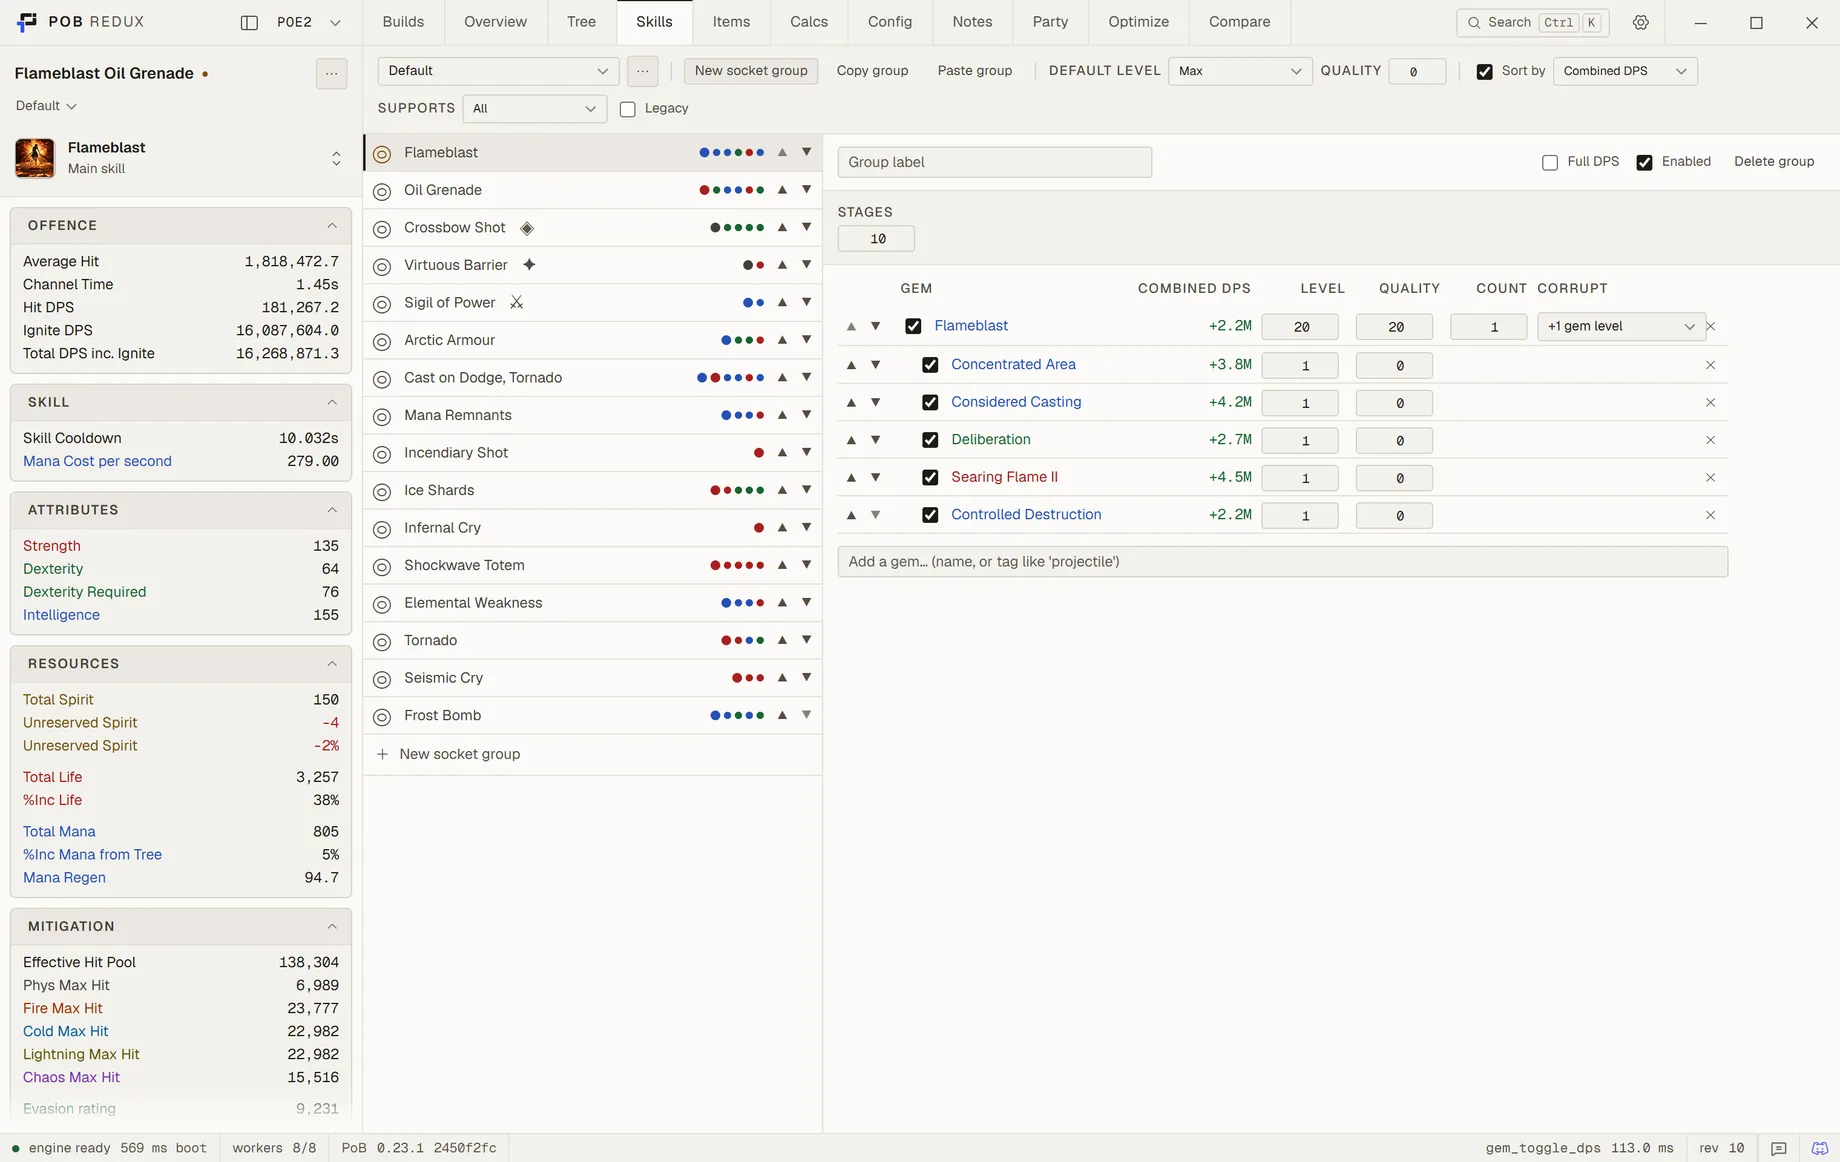 POB REDUX
POE2
Builds
Overview
Tree
Skills
Items
Calcs
Config
Notes
Party
Optimize
Compare
Search Ctrl K
Flameblast Oil Grenade
Default
Flameblast
Main skill
OFFENCE
Average Hit 1,818,472.7
Channel Time 1.45s
Hit DPS 181,267.2
Ignite DPS 16,087,604.0
Total DPS inc. Ignite 16,268,871.3
SKILL
Skill Cooldown 10.032s
Mana Cost per second 279.00
ATTRIBUTES
Strength 135
Dexterity 64
Dexterity Required 76
Intelligence 155
RESOURCES
Total Spirit 150
Unreserved Spirit -4
Unreserved Spirit -2%
Total Life 3,257
%Inc Life 38%
Total Mana 805
%Inc Mana from Tree 5%
Mana Regen 94.7
MITIGATION
Effective Hit Pool 138,304
Phys Max Hit 6,989
Fire Max Hit 23,777
Cold Max Hit 22,982
Lightning Max Hit 22,982
Chaos Max Hit 15,516
Evasion rating 9,231
Default ... New socket group Copy group Paste group DEFAULT LEVEL Max QUALITY 0 Sort by Combined DPS
SUPPORTS All Legacy
Flameblast
Oil Grenade
Crossbow Shot
Virtuous Barrier
Sigil of Power
Arctic Armour
Cast on Dodge, Tornado
Mana Remnants
Incendiary Shot
Ice Shards
Infernal Cry
Shockwave Totem
Elemental Weakness
Tornado
Seismic Cry
Frost Bomb
+ New socket group
Group label Full DPS Enabled Delete group
STAGES
10
GEM COMBINED DPS LEVEL QUALITY COUNT CORRUPT
Flameblast +2.2M 20 20 1 +1 gem level
Concentrated Area +3.8M 1 0
Considered Casting +4.2M 1 0
Deliberation +2.7M 1 0
Searing Flame II +4.5M 1 0
Controlled Destruction +2.2M 1 0
Add a gem... (name, or tag like 'projectile')
engine ready 569 ms boot workers 8/8 PoB 0.23.1 2450f2fc gem_toggle_dps 113.0 ms rev 10